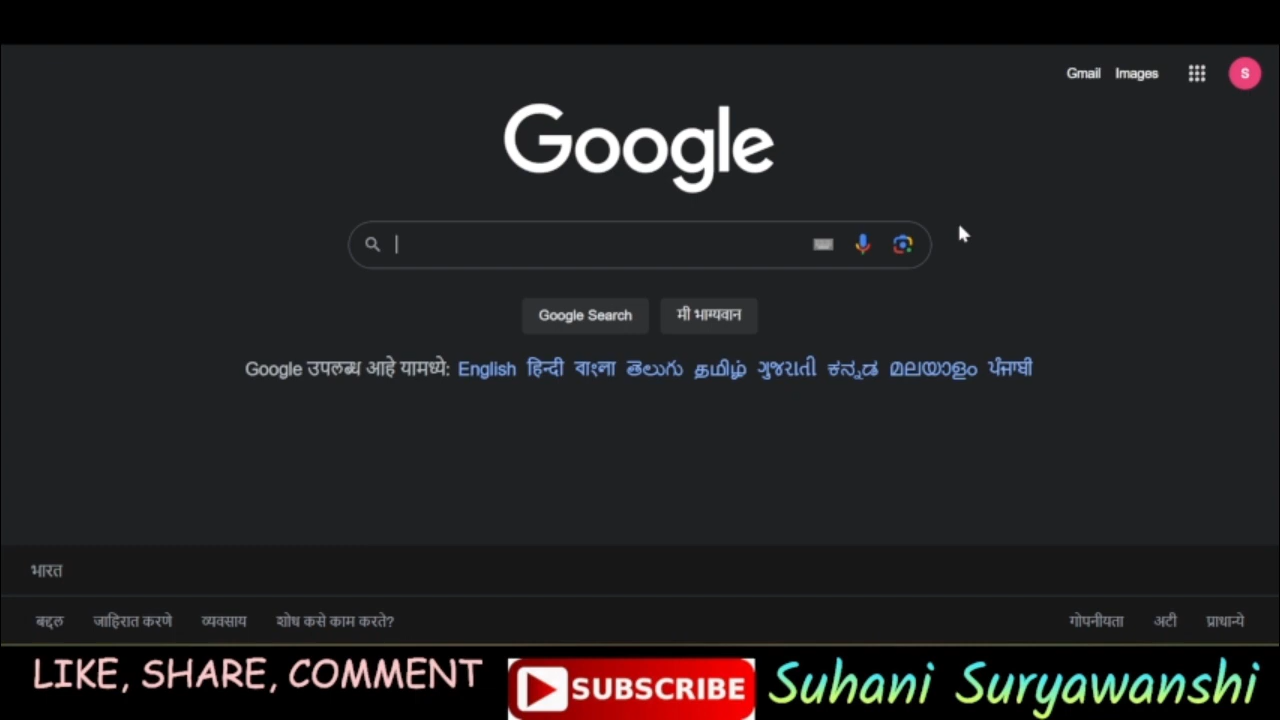 Gmail Images S
Google
Google Search मी भाग्यवान
Google उपलब्ध आहे यामध्ये: English हिन्दी বাংলা తెలుగు தமிழ் ગુજરાતી ಕನ್ನಡ മലയാളം ਪੰਜਾਬੀ
भारत
बद्दल जाहिरात करणे व्यवसाय शोध कसे काम करते? गोपनीयता अटी प्राधान्ये
LIKE, SHARE, COMMENT SUBSCRIBE Suhani Suryawanshi